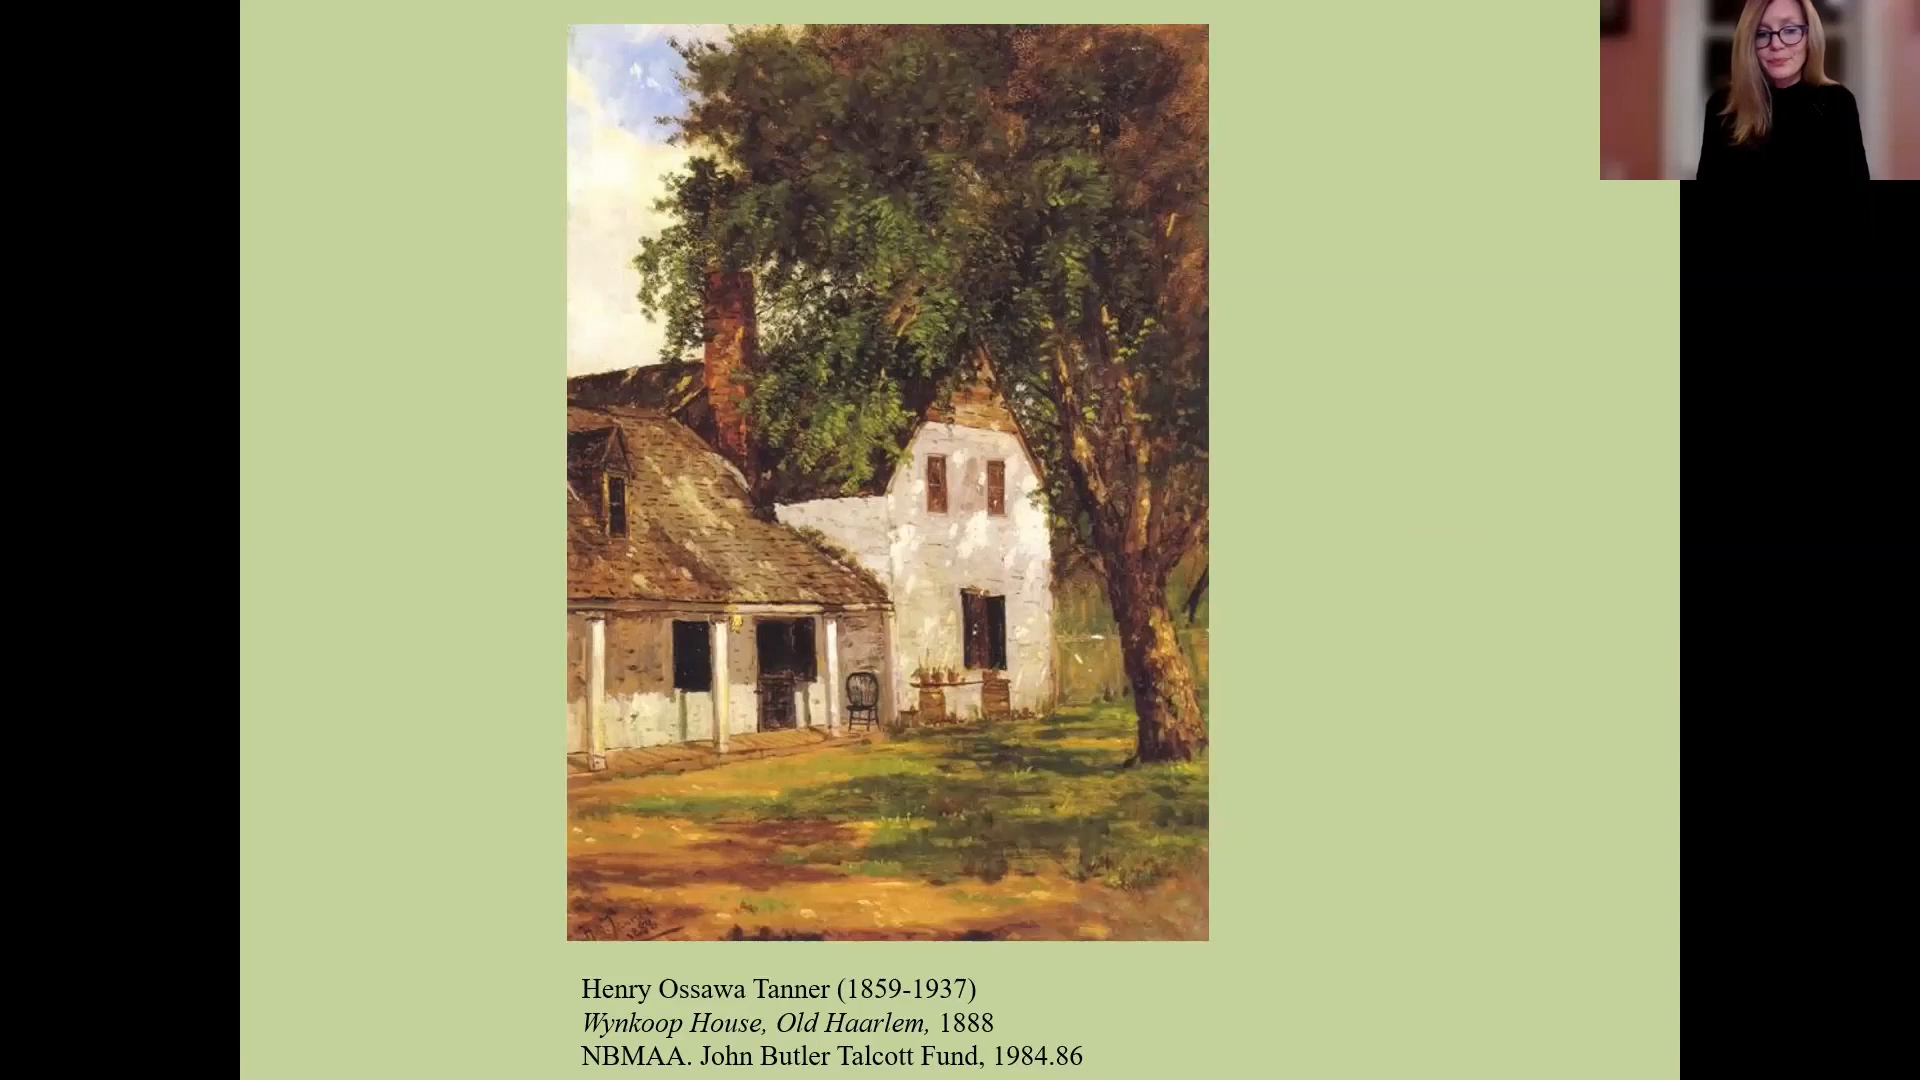 Henry Ossawa Tanner (1859-1937)
Wynkoop House, Old Haarlem, 1888
NBMAA. John Butler Talcott Fund, 1984.86